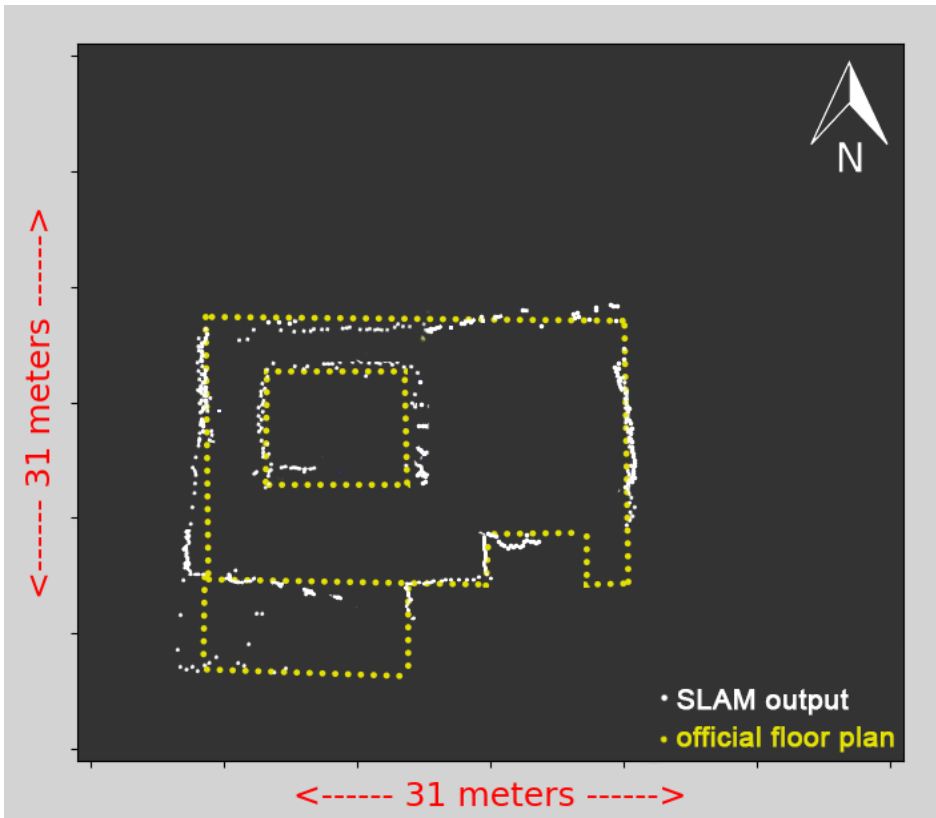 N
<------ 31 meters ------>
SLAM output
official floor plan
<------ 31 meters ------>